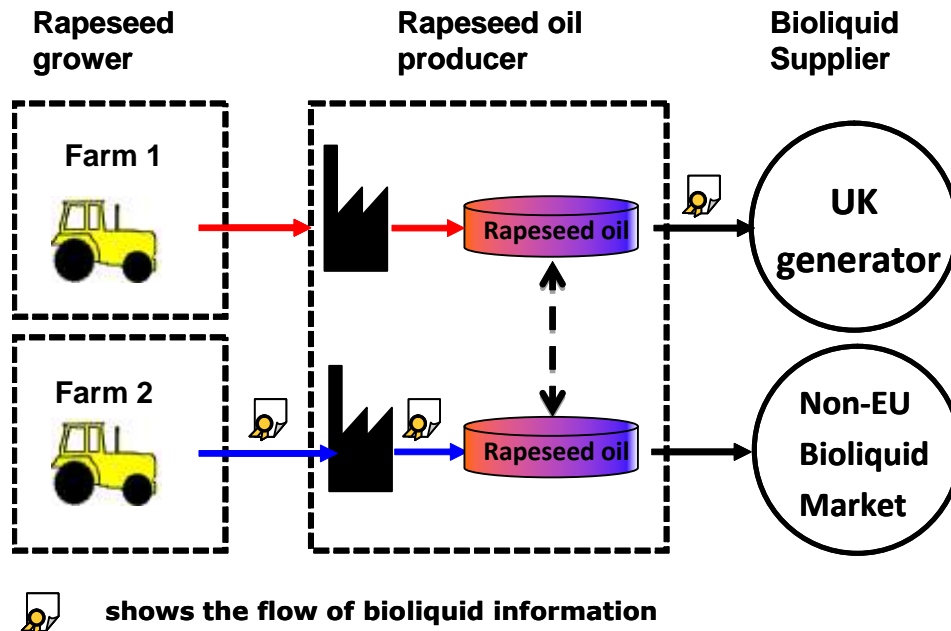 Rapeseed
grower
Rapeseed oil
producer
Bioliquid
Supplier
Farm 1
Rapeseed oil
UK
generator
Farm 2
Rapeseed oil
Non-EU
Bioliquid
Market
shows the flow of bioliquid information